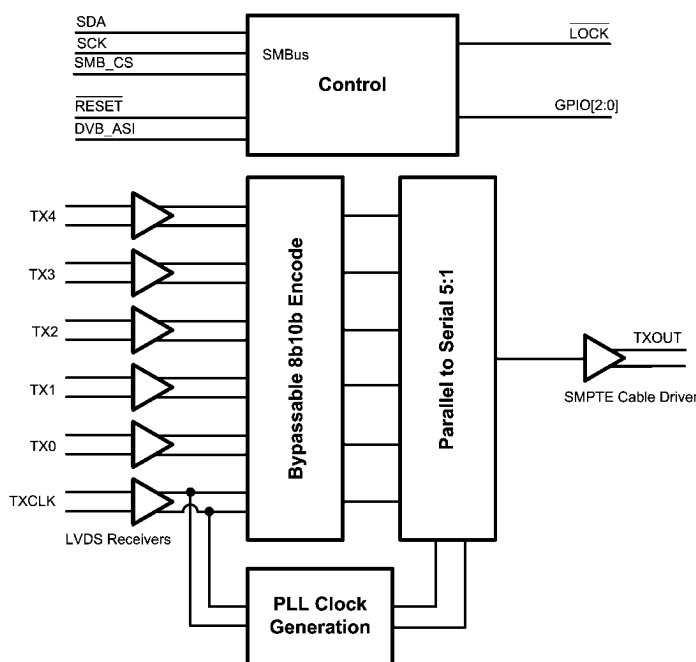 SDA
SCK
SMB_CS
RESET
DVB_ASI
SMBus
Control
LOCK
GPIO[2:0]
TX4
TX3
TX2
TX1
TX0
TXCLK
LVDS Receivers
Bypassable 8b10b Encode
Parallel to Serial 5:1
TXOUT
SMPTE Cable Driver
PLL Clock
Generation